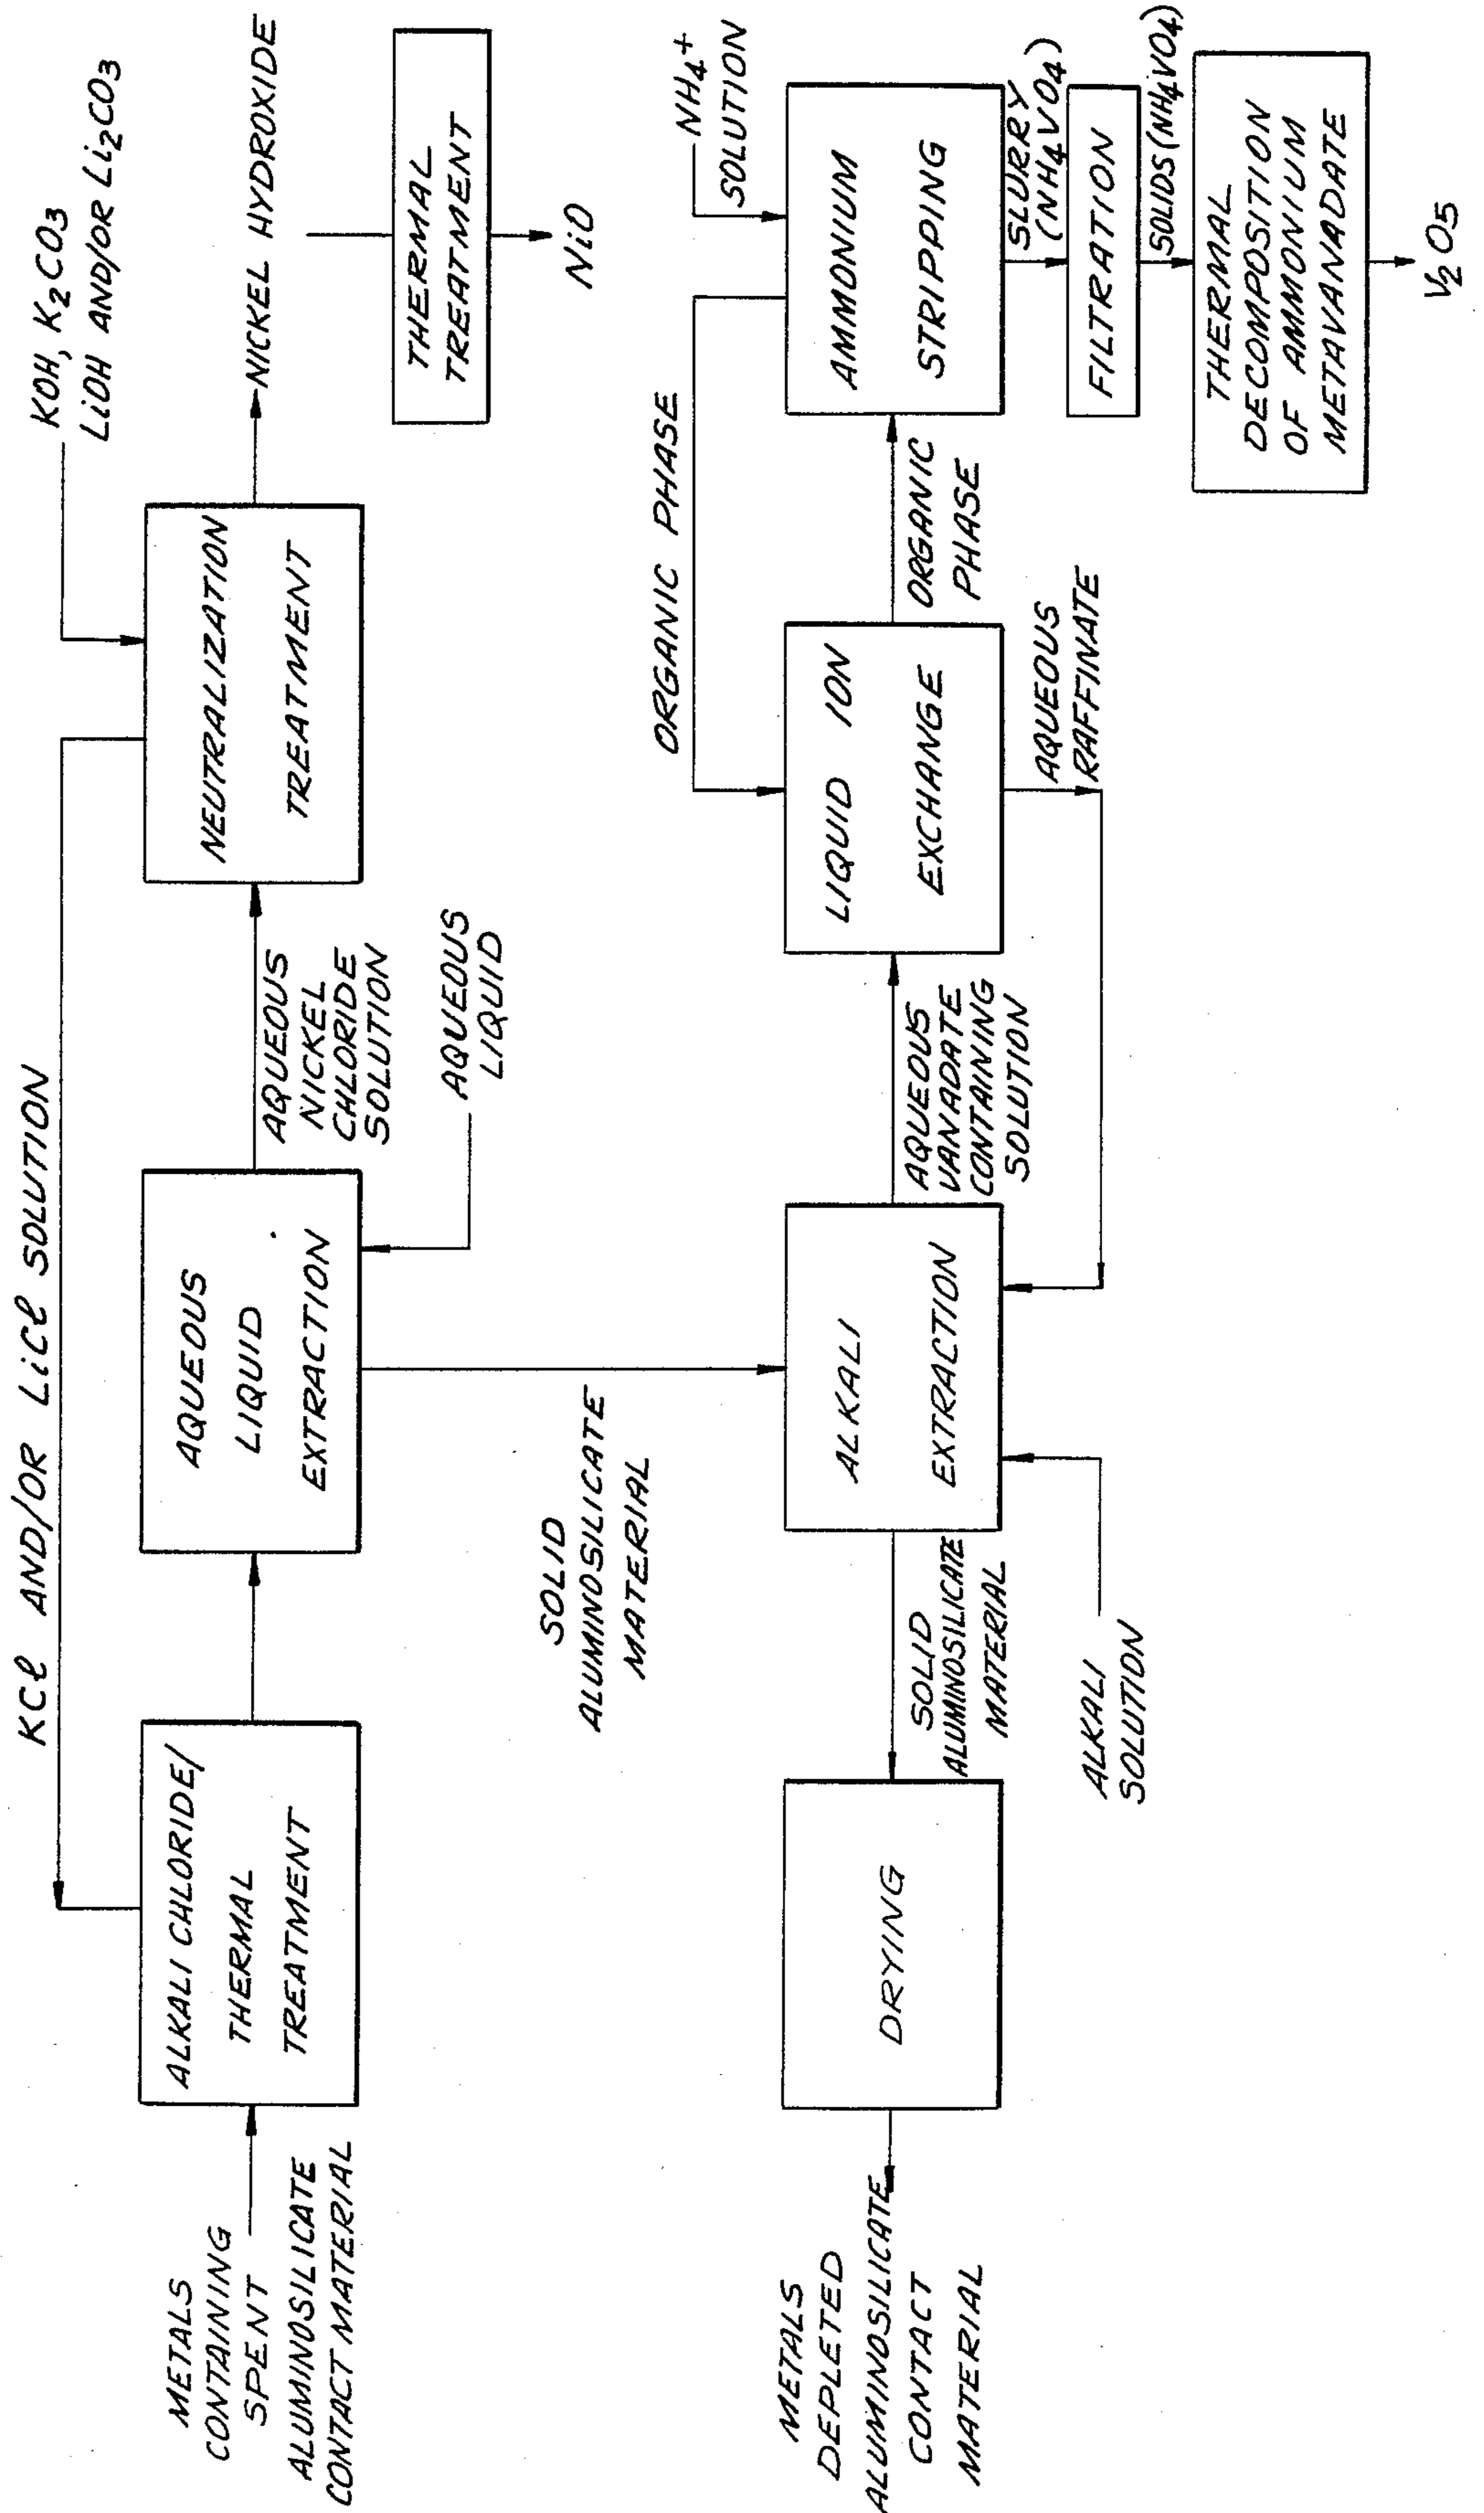 KCl AND/OR LiCl SOLUTION
KOH, K2CO3
LiOH AND/OR Li2CO3
METALS
CONTAINING
SPENT
ALUMINOSILICATE
CONTACT MATERIAL
ALKALI CHLORIDE/
THERMAL
TREATMENT
AQUEOUS
LIQUID
EXTRACTION
AQUEOUS
NICKEL
CHLORIDE
SOLUTION
AQUEOUS
LIQUID
NEUTRALIZATION
TREATMENT
NICKEL HYDROXIDE
THERMAL
TREATMENT
NiO
SOLID
ALUMINOSILICATE
MATERIAL
METALS
DEPLETED
ALUMINOSILICATE
CONTACT
MATERIAL
DRYING
SOLID
ALUMINOSILICATE
MATERIAL
ALKALI
SOLUTION
ALKALI
EXTRACTION
AQUEOUS
VANADATE
CONTAINING
SOLUTION
LIQUID ION
EXCHANGE
AQUEOUS
RAFFINATE
ORGANIC PHASE
ORGANIC
PHASE
NH4+
SOLUTION
AMMONIUM
STRIPPING
SLURRY
(NH4VO4)
FILTRATION
SOLIDS (NH4VO4)
THERMAL
DECOMPOSITION
OF AMMONIUM
METAVANADATE
V2O5